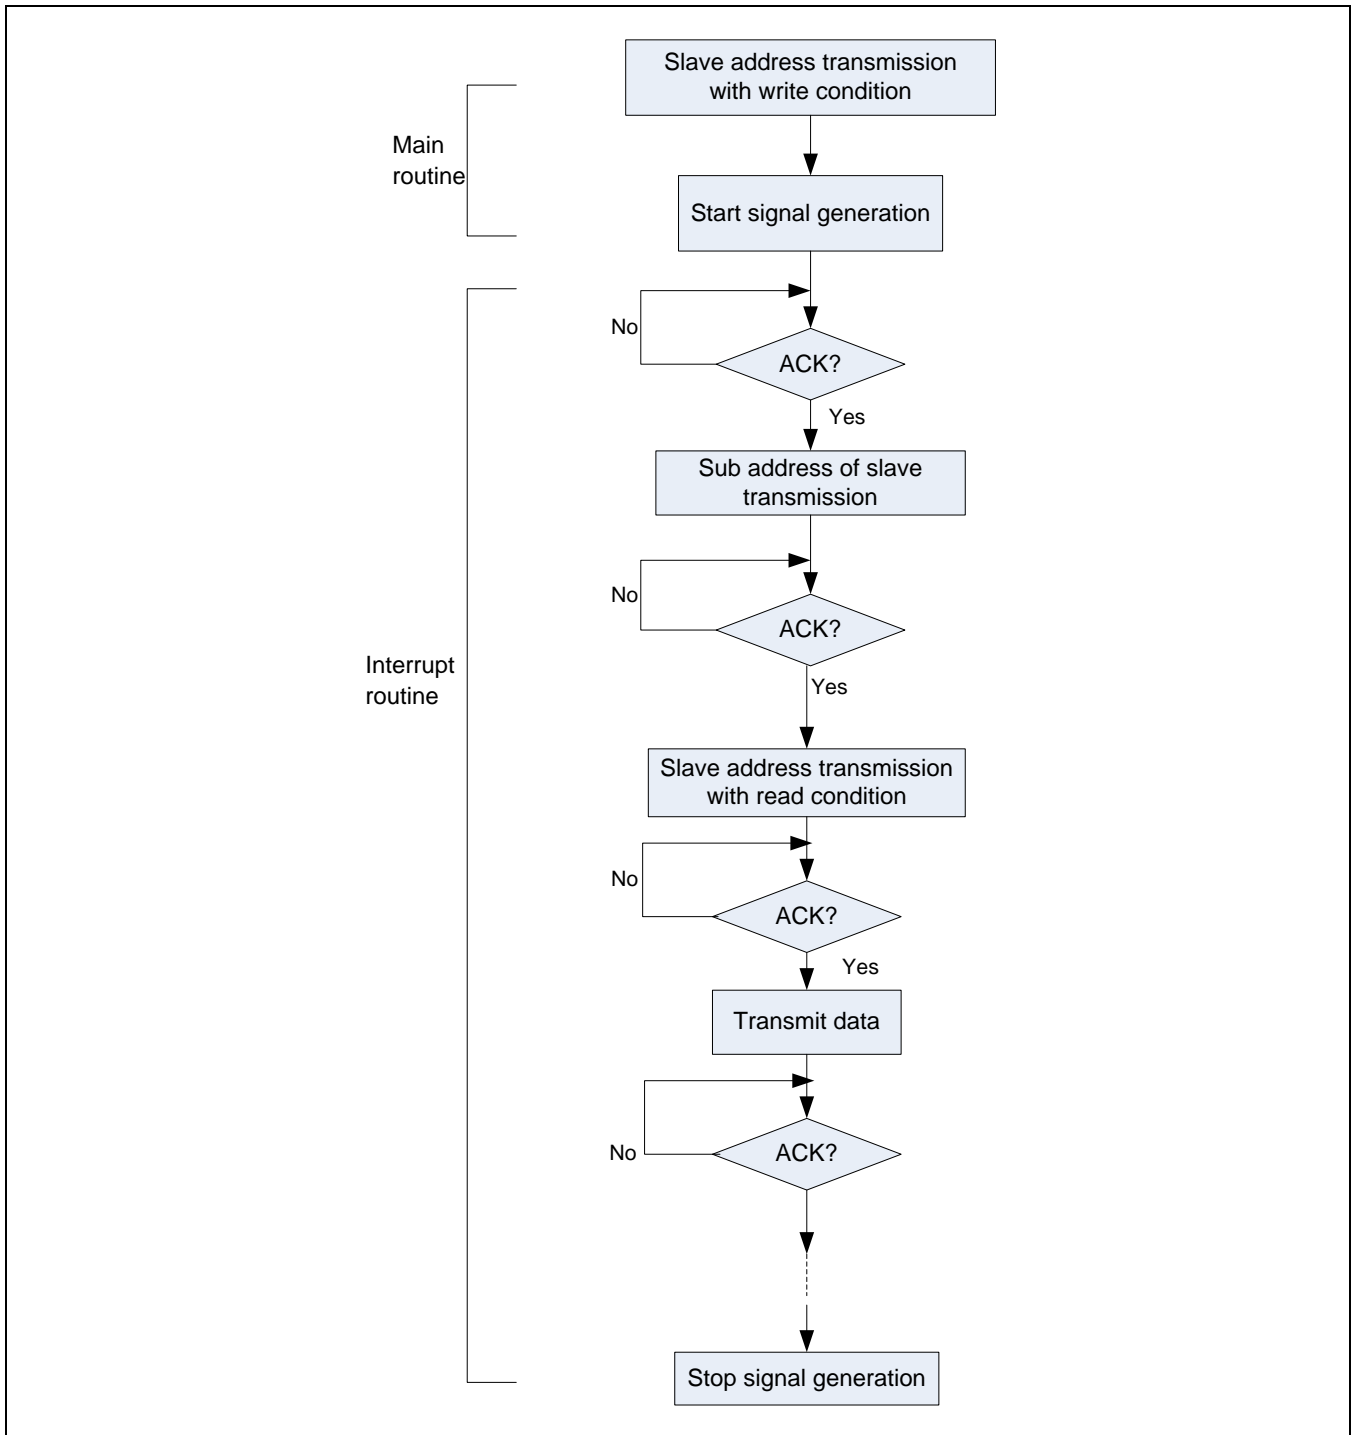 Slave address transmission
with write condition
Main
routine
Start signal generation
No
ACK?
Yes
Sub address of slave
transmission
No
ACK?
Interrupt
routine
Yes
Slave address transmission
with read condition
No
ACK?
Yes
Transmit data
No
ACK?
Stop signal generation